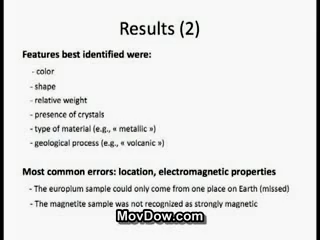 Results (2)
Features best identified were:
- color
- shape
- relative weight
- presence of crystals
- type of material (e.g., « metallic »)
- geological process (e.g., « volcanic »)
Most common errors: location, electromagnetic properties
- The europium sample could only come from one place on Earth (missed)
- The magnetite sample was not recognized as strongly magnetic
MovDow.com